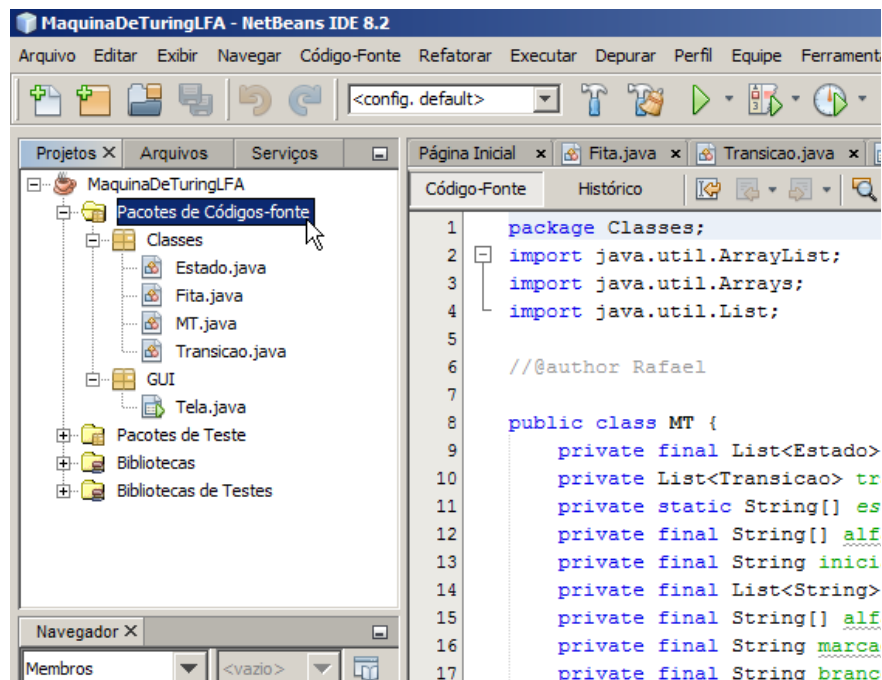 MaquinaDeTuringLFA - NetBeans IDE 8.2
Arquivo Editar Exibir Navegar Código-Fonte Refatorar Executar Depurar Perfil Equipe Ferramenta
<config. default>
Projetos Arquivos Serviços
MaquinaDeTuringLFA
Pacotes de Códigos-fonte
Classes
Estado.java
Fita.java
MT.java
Transicao.java
GUI
Tela.java
Pacotes de Teste
Bibliotecas
Bibliotecas de Testes
Navegador
Membros <vazio>
Página Inicial Fita.java Transicao.java
Código-Fonte Histórico
1 package Classes;
2 import java.util.ArrayList;
3 import java.util.Arrays;
4 import java.util.List;
5
6 //@author Rafael
7
8 public class MT {
9 private final List<Estado>
10 private List<Transicao> tr
11 private static String[] es
12 private final String[] alf
13 private final String inici
14 private final List<String>
15 private final String[] alf
16 private final String marca
17 private final String branc